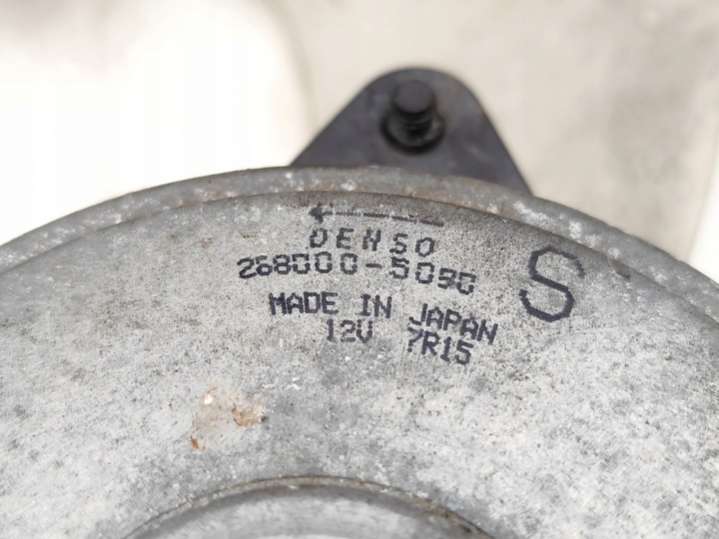 DENSO
268000-5090
S
MADE IN JAPAN
12V 7R15